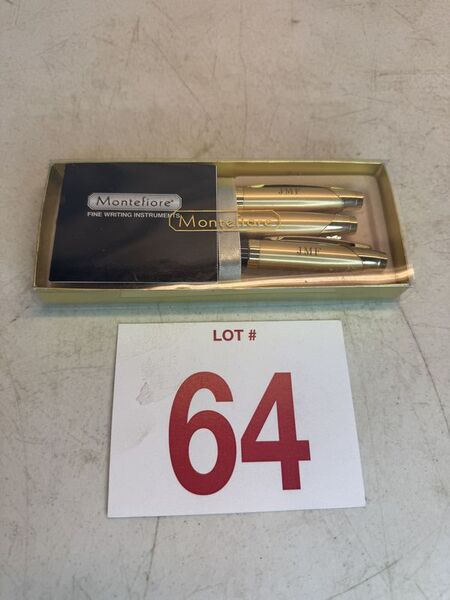 Montefiore®
FINE WRITING INSTRUMENTS
Montefiore®
JMF
JMF
LOT #
64